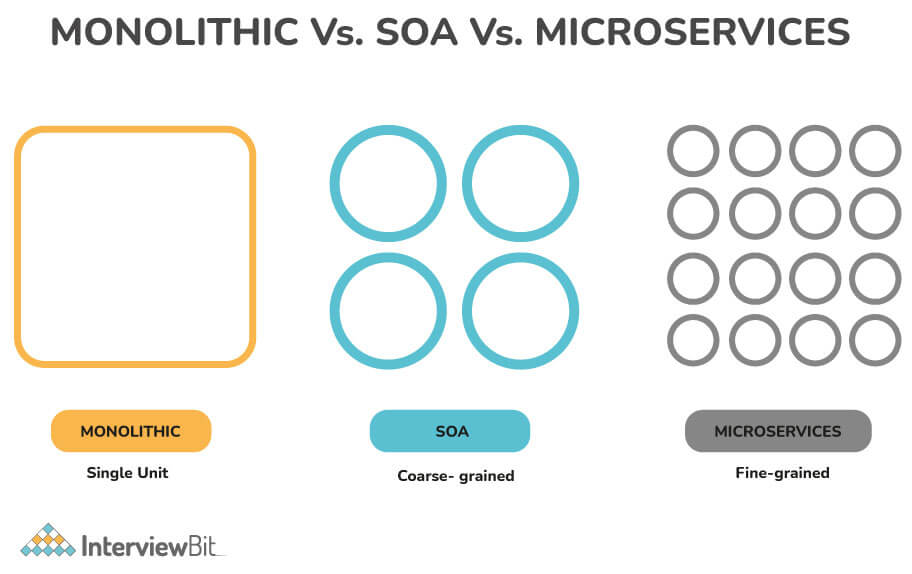 MONOLITHIC Vs. SOA Vs. MICROSERVICES
MONOLITHIC
SOA
MICROSERVICES
Single Unit
Coarse- grained
Fine-grained
InterviewBit